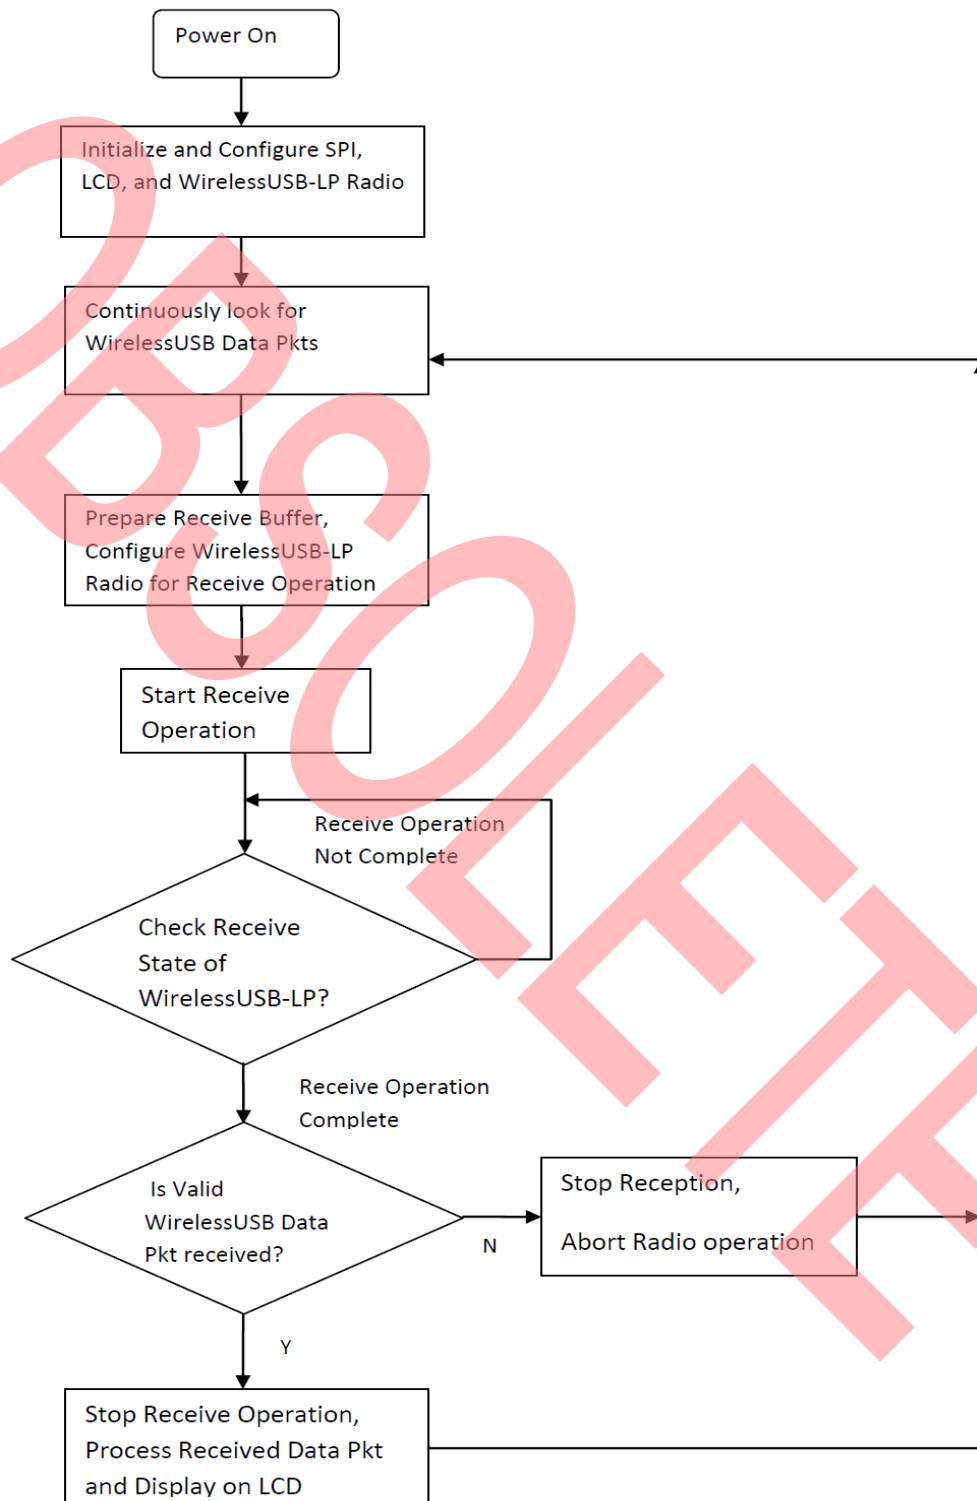 Power On
Initialize and Configure SPI,
LCD, and WirelessUSB-LP Radio
Continuously look for
WirelessUSB Data Pkts
Prepare Receive Buffer,
Configure WirelessUSB-LP
Radio for Receive Operation
Start Receive
Operation
Receive Operation
Not Complete
Check Receive
State of
WirelessUSB-LP?
Receive Operation
Complete
Is Valid
WirelessUSB Data
Pkt received?
N
Stop Reception,
Abort Radio operation
Y
Stop Receive Operation,
Process Received Data Pkt
and Display on LCD
OBSOLETE